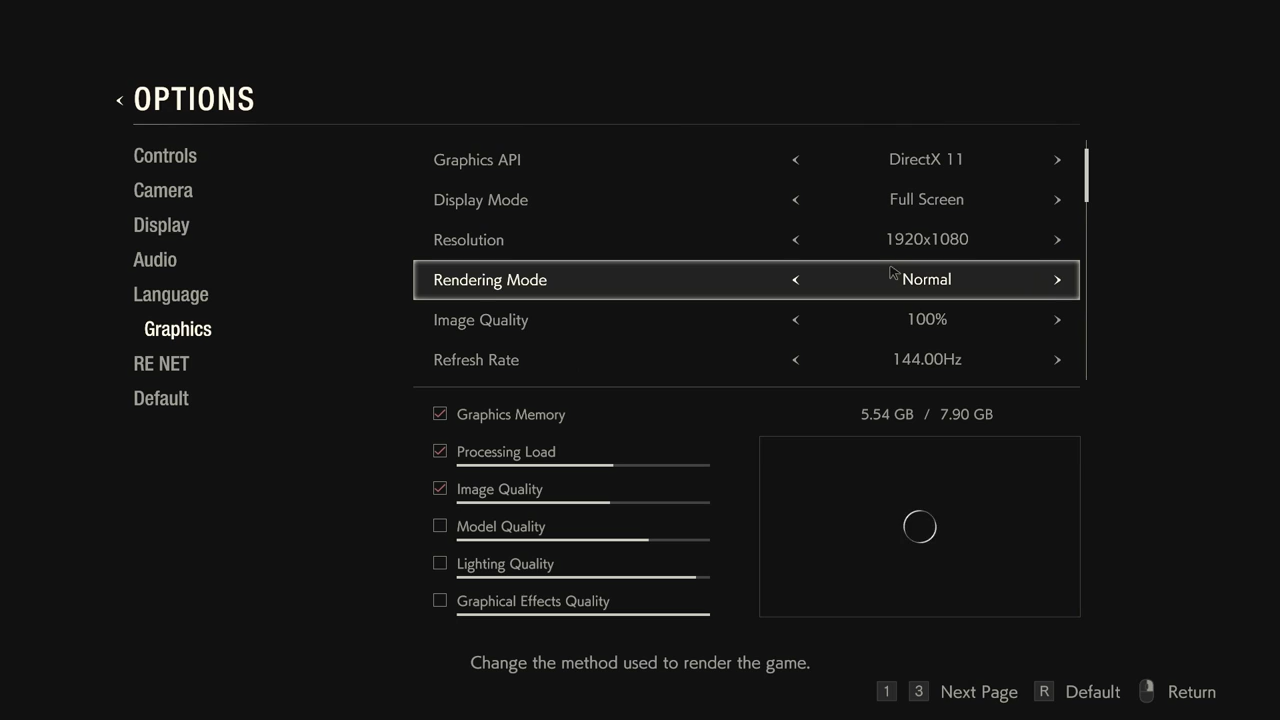 OPTIONS
Controls
Camera
Display
Audio
Language
Graphics
RE NET
Default
Graphics API DirectX 11
Display Mode Full Screen
Resolution 1920x1080
Rendering Mode Normal
Image Quality 100%
Refresh Rate 144.00Hz
Graphics Memory 5.54 GB / 7.90 GB
Processing Load
Image Quality
Model Quality
Lighting Quality
Graphical Effects Quality
Change the method used to render the game.
1 3 Next Page R Default Return